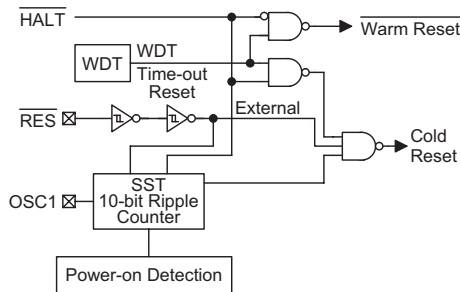 HALT
Warm Reset
WDT
WDT
Time-out
Reset
External
RES
Cold
Reset
SST
10-bit Ripple
Counter
OSC1
Power-on Detection